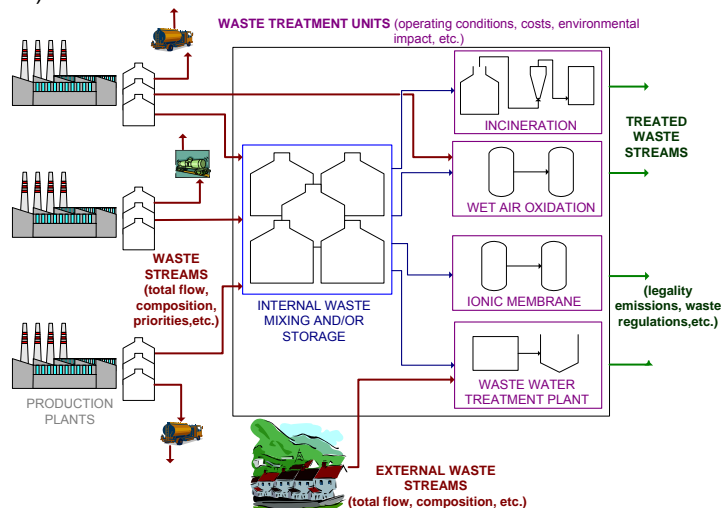 WASTE TREATMENT UNITS (operating conditions, costs, environmental
impact, etc.)
INCINERATION
TREATED
WASTE
STREAMS
WET AIR OXIDATION
WASTE
STREAMS
(total flow,
composition,
priorities,etc.)
INTERNAL WASTE
MIXING AND/OR
STORAGE
IONIC MEMBRANE
(legality
emissions, waste
regulations,etc.)
WASTE WATER
TREATMENT PLANT
PRODUCTION
PLANTS
EXTERNAL WASTE
STREAMS
(total flow, composition, etc.)